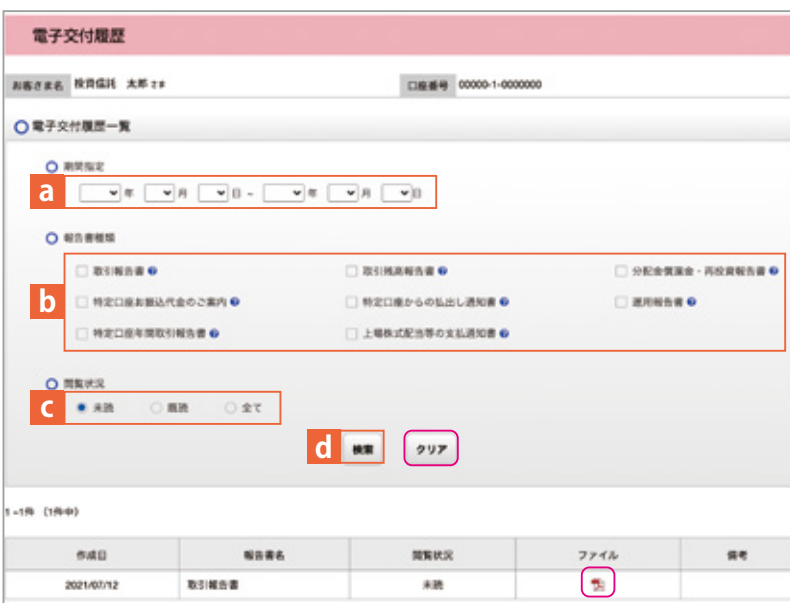 電子交付履歴
お客さま名 投資信託 太郎 さま 口座番号 00000-1-0000000
電子交付履歴一覧
期間指定
a 年 月 日 ~ 年 月 日
報告書種類
取引報告書 取引残高報告書 分配金償還金・再投資報告書
b 特定口座お振込代金のご案内 特定口座からの払出し通知書 運用報告書
特定口座年間取引報告書 上場株式配当等の支払通知書
閲覧状況
c 未読 既読 全て
d 検索 クリア
1-1件 (1件中)
作成日 報告書名 閲覧状況 ファイル 備考
2021/07/12 取引報告書 未読